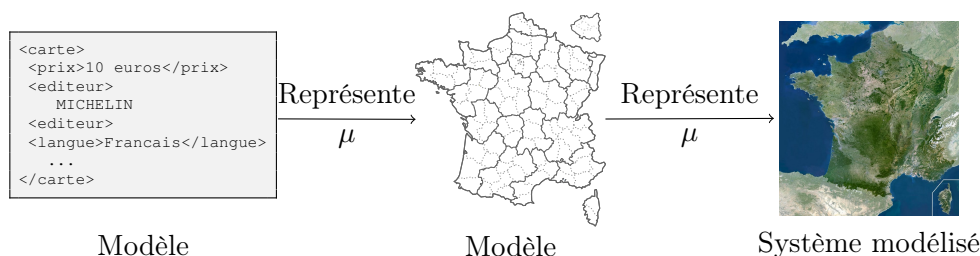 <carte>
<prix>10 euros</prix>
<editeur>
MICHELIN
<editeur>
<langue>Francais</langue>
...
</carte>
Représente
μ
Représente
μ
Modèle
Modèle
Système modélisé